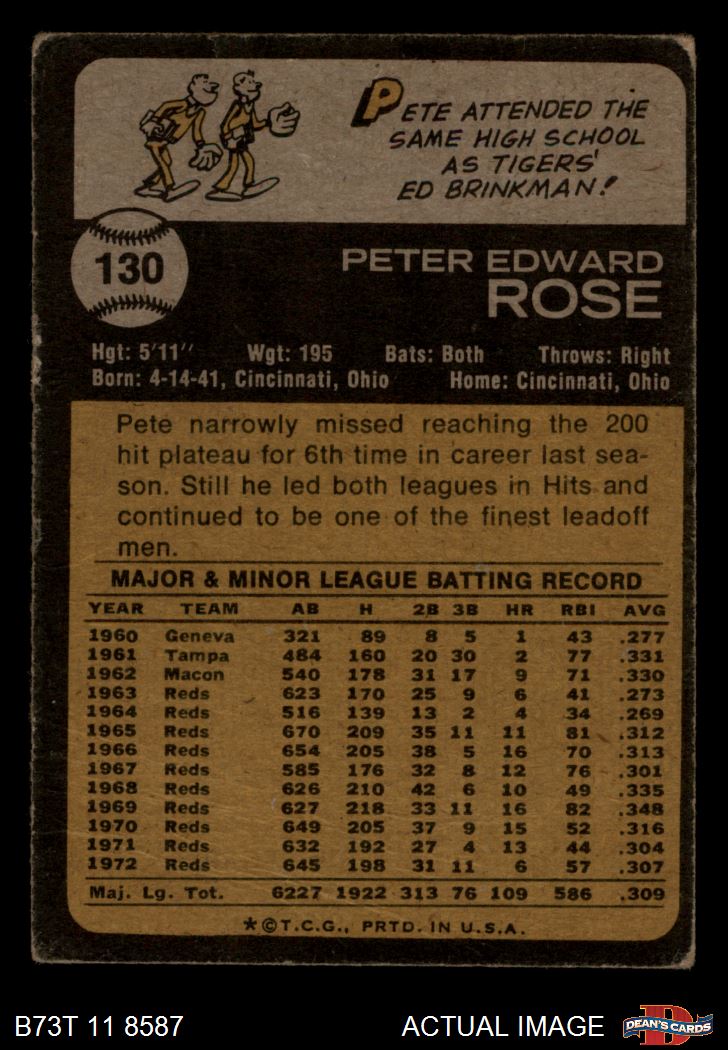 PETE ATTENDED THE
SAME HIGH SCHOOL
AS TIGERS'
ED BRINKMAN!
130
PETER EDWARD
ROSE
Hgt: 5'11" Wgt: 195 Bats: Both Throws: Right
Born: 4-14-41, Cincinnati, Ohio Home: Cincinnati, Ohio
Pete narrowly missed reaching the 200
hit plateau for 6th time in career last sea-
son. Still he led both leagues in Hits and
continued to be one of the finest leadoff
men.
MAJOR & MINOR LEAGUE BATTING RECORD
YEAR TEAM AB H 2B 3B HR RBI AVG
1960 Geneva 321 89 8 5 1 43 .277
1961 Tampa 484 160 20 30 2 77 .331
1962 Macon 540 178 31 17 9 71 .330
1963 Reds 623 170 25 9 6 41 .273
1964 Reds 516 139 13 2 4 34 .269
1965 Reds 670 209 35 11 11 81 .312
1966 Reds 654 205 38 5 16 70 .313
1967 Reds 585 176 32 8 12 76 .301
1968 Reds 626 210 42 6 10 49 .335
1969 Reds 627 218 33 11 16 82 .348
1970 Reds 649 205 37 9 15 52 .316
1971 Reds 632 192 27 4 13 44 .304
1972 Reds 645 198 31 11 6 57 .307
Maj. Lg. Tot. 6227 1922 313 76 109 586 .309
*©T.C.G., PRTD. IN U.S.A.
B73T 11 8587 ACTUAL IMAGE DEAN'S CARDS